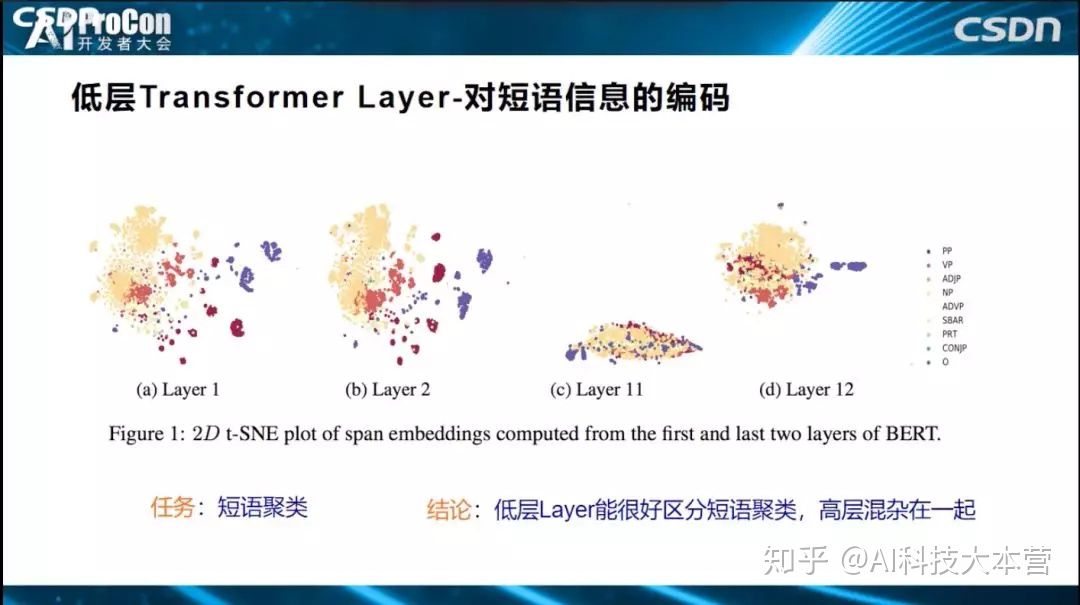 CSDN
AI ProCon
开发者大会
CSDN
低层Transformer Layer-对短语信息的编码
PP
VP
ADJP
NP
ADVP
SBAR
PRT
CONJP
O
(a) Layer 1
(b) Layer 2
(c) Layer 11
(d) Layer 12
Figure 1: 2D t-SNE plot of span embeddings computed from the first and last two layers of BERT.
任务：短语聚类
结论：低层Layer能很好区分短语聚类，高层混杂在一起
知乎 @AI科技大本营